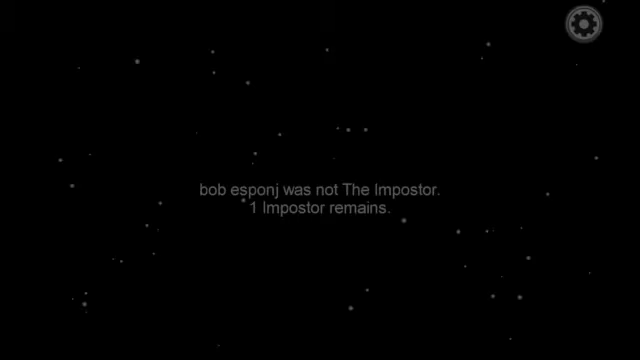 bob esponj was not The Impostor.
1 Impostor remains.